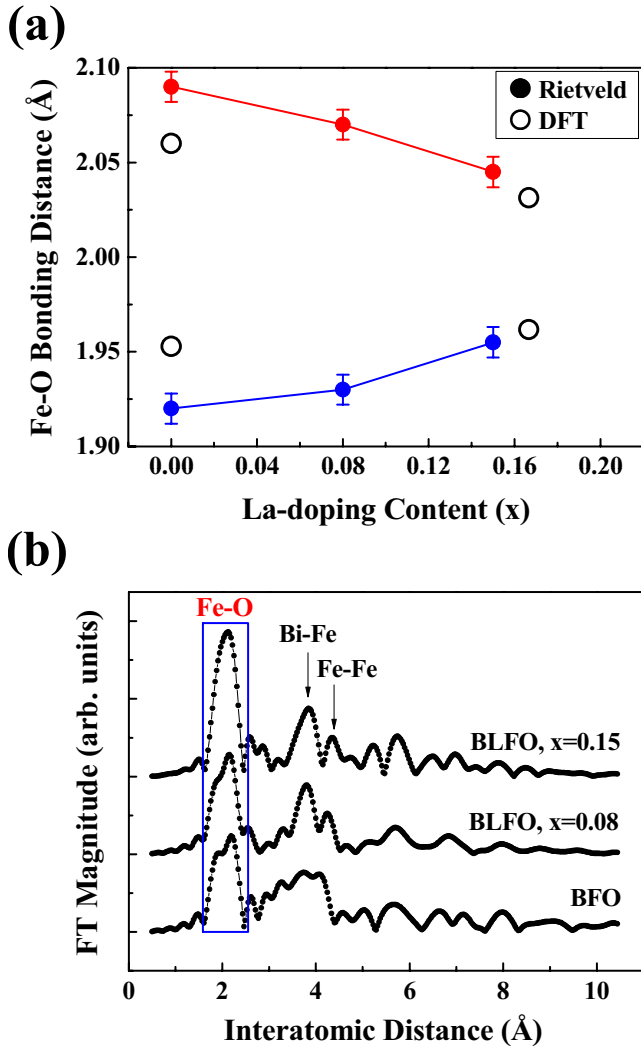 (a)
2.10
2.05
2.00
1.95
1.90
Fe-O Bonding Distance (Å)
Rietveld
DFT
0.00 0.04 0.08 0.12 0.16 0.20
La-doping Content (x)
(b)
FT Magnitude (arb. units)
Fe-O
Bi-Fe
Fe-Fe
BLFO, x=0.15
BLFO, x=0.08
BFO
0 2 4 6 8 10
Interatomic Distance (Å)